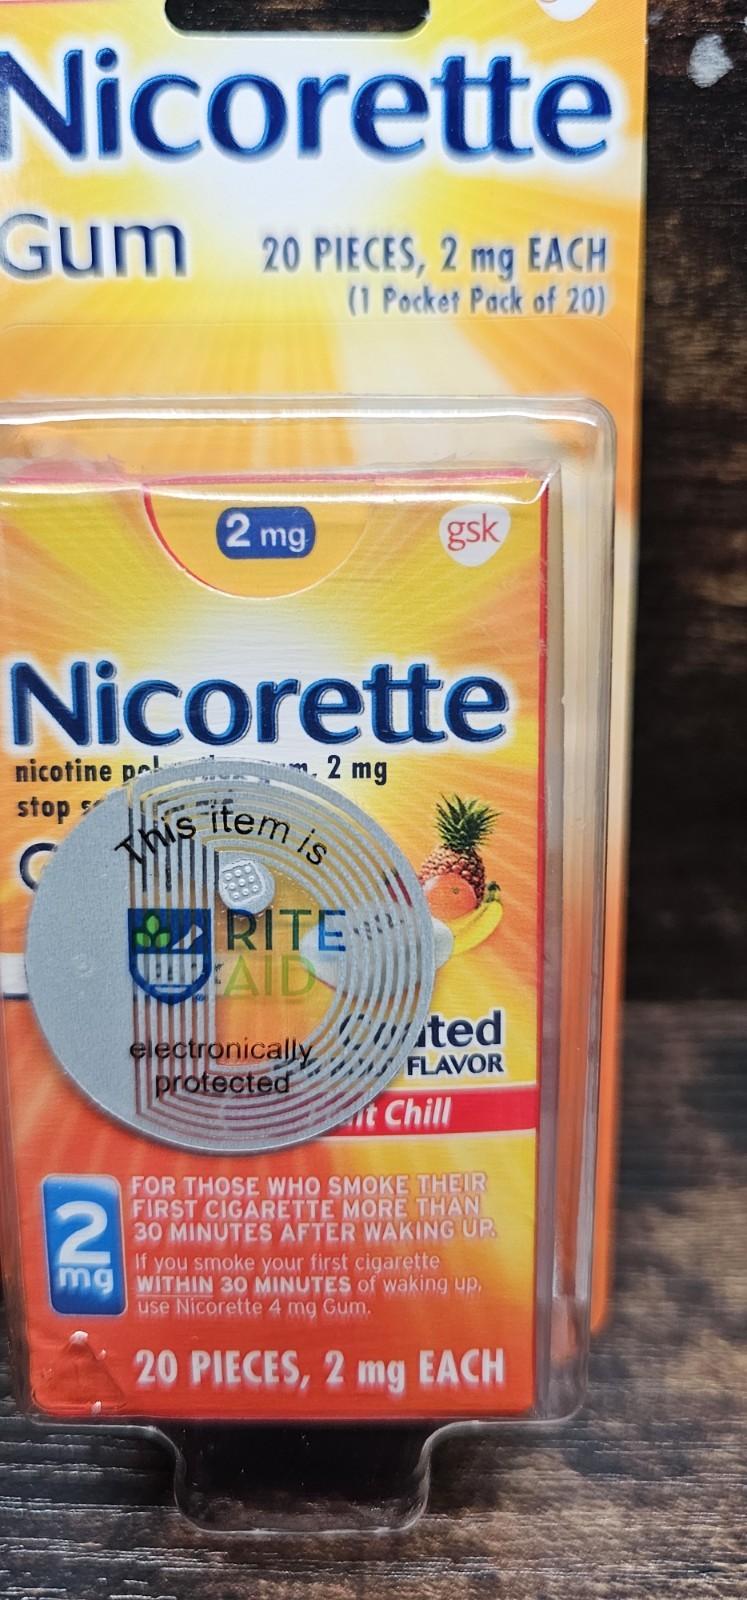 Nicorette
Gum
20 PIECES, 2 mg EACH
(1 Pocket Pack of 20)
2 mg
gsk
Nicorette
nicotine 2 mg
stop
This item is
RITE
AID
electronically
protected
FLAVOR
Chill
2
mg
FOR THOSE WHO SMOKE THEIR
FIRST CIGARETTE MORE THAN
30 MINUTES AFTER WAKING UP.
If you smoke your first cigarette
WITHIN 30 MINUTES of waking up,
use Nicorette 4 mg Gum.
20 PIECES, 2 mg EACH